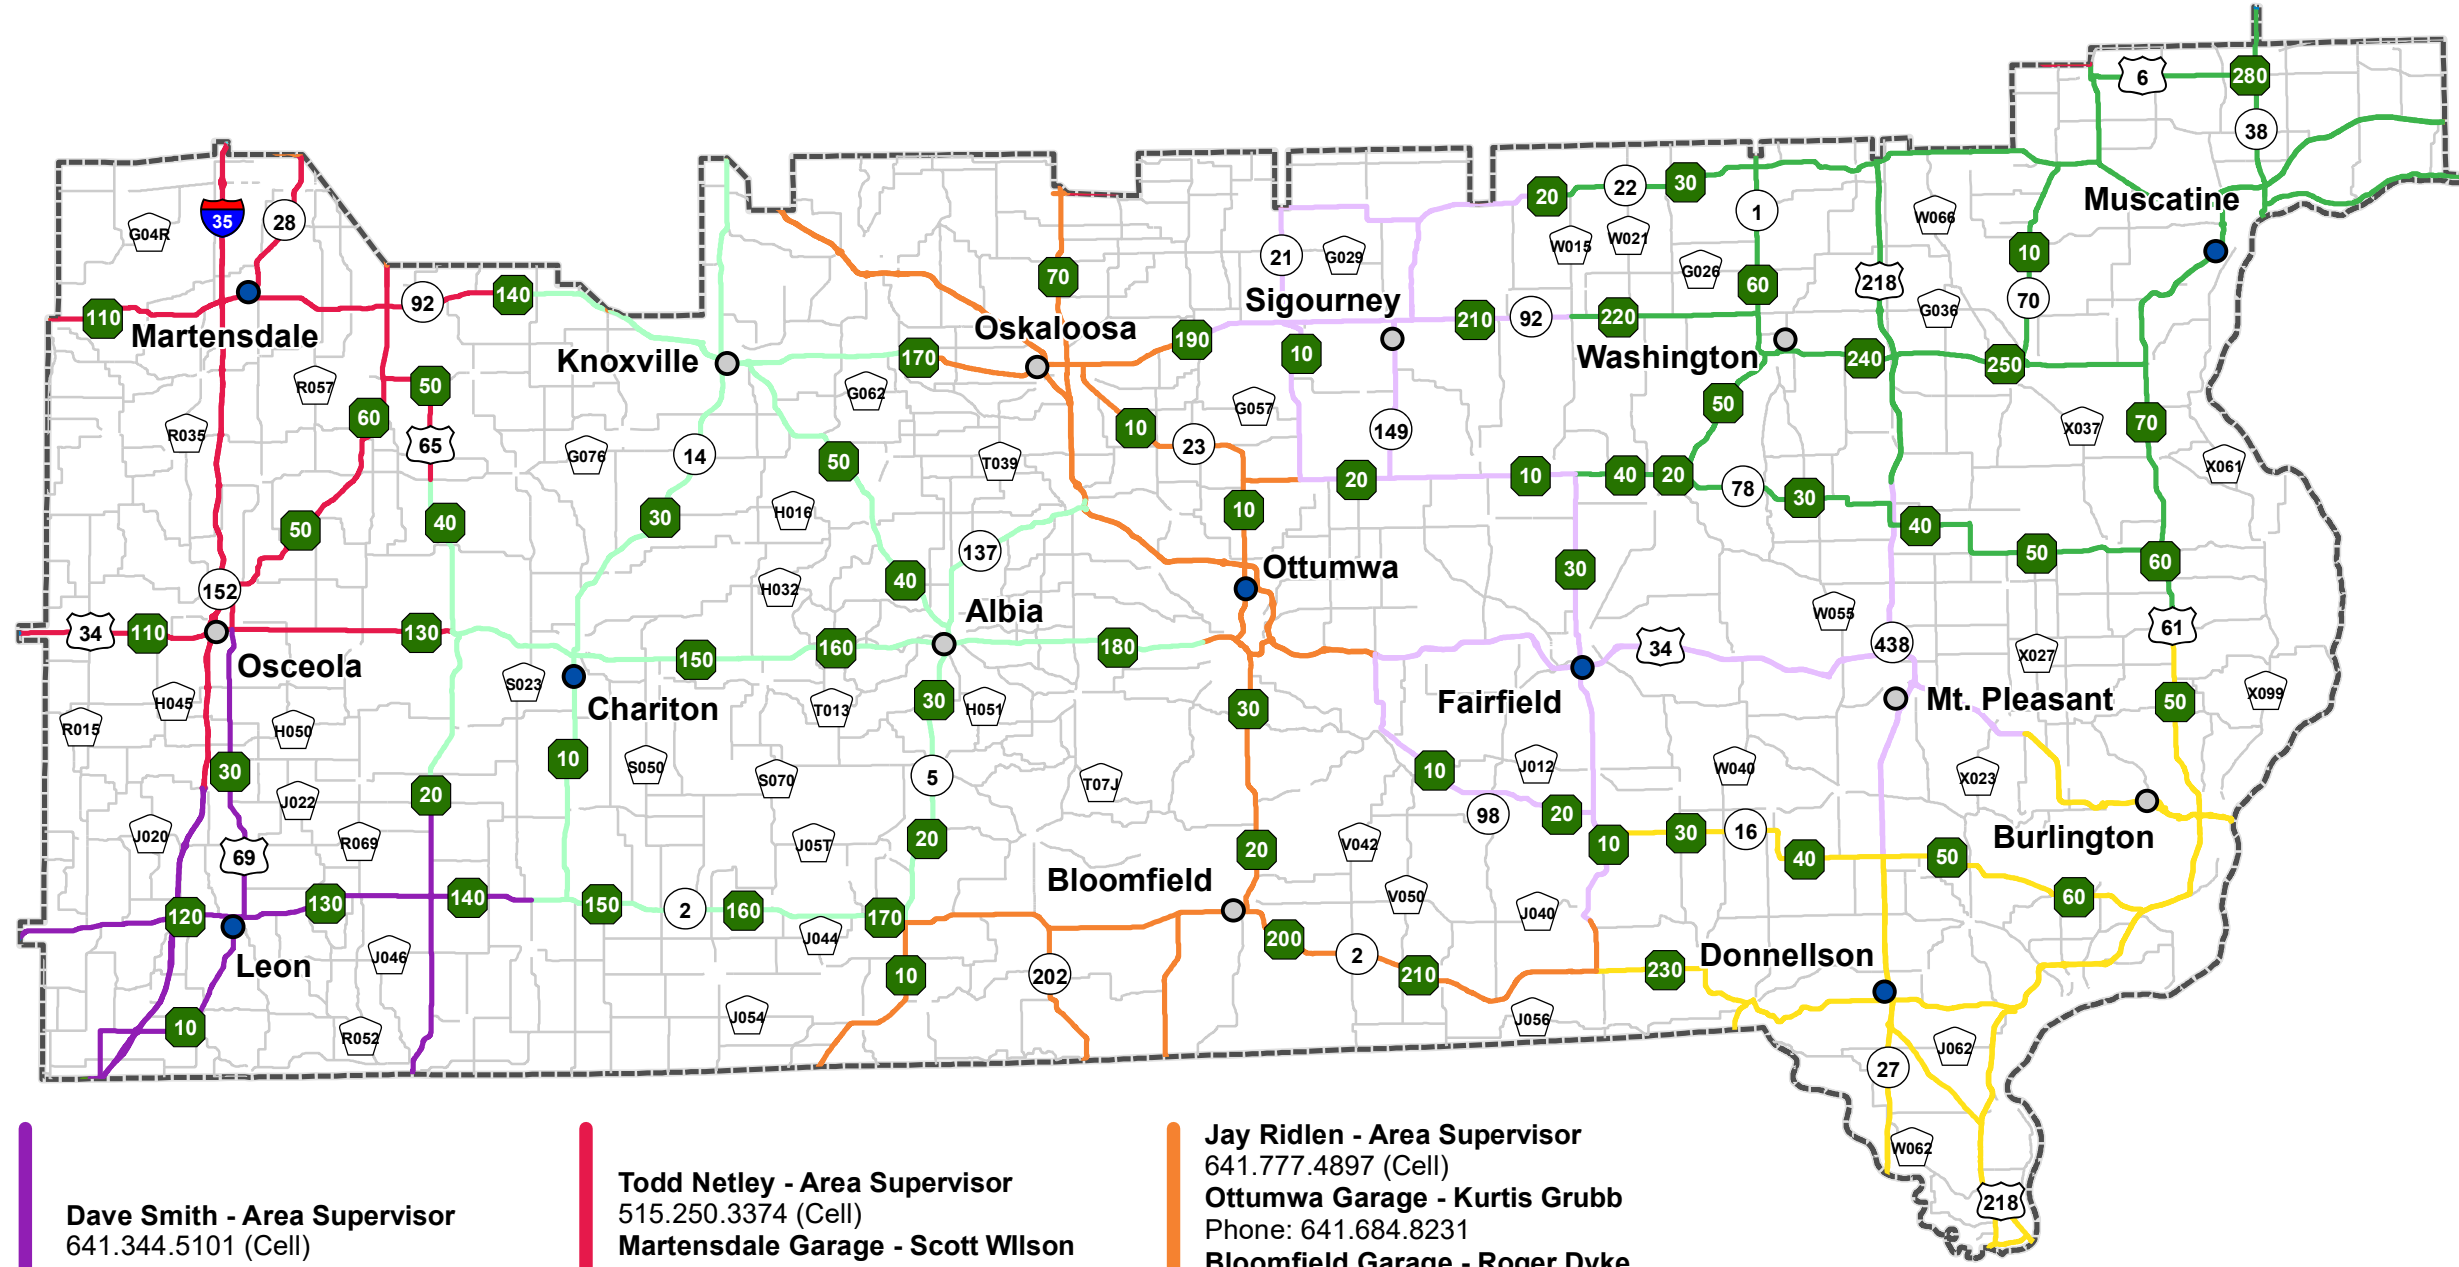 6
280
38
Muscatine
35
28
G04R
20
22
30
1
W066
W015
W021
10
21
G029
G026
60
218
70
70
140
92
110
Martensdale
Sigourney
G036
210
92
220
Oskaloosa
190
10
Washington
240
250
Knoxville
170
R057
50
G062
60
G057
50
65
R035
10
23
149
X037
70
14
G076
50
T039
X061
20
10
40
20
78
30
30
H016
10
40
50
40
137
50
60
152
H032
40
Ottumwa
30
Albia
W055
61
34
110
130
150
160
180
34
438
X027
Osceola
S023
Chariton
H045
R015
H050
T013
30
H051
30
Fairfield
Mt. Pleasant
50
X099
30
10
S050
S070
5
T07J
10
J012
W040
X023
20
J022
J020
R069
J05T
20
20
V042
98
20
10
30
16
40
50
Burlington
69
Bloomfield
120
130
140
150
2
160
170
V050
J040
60
Leon
J046
J044
200
2
210
230
Donnellson
10
202
10
R052
J054
J056
J062
27
W062
218
Dave Smith - Area Supervisor
641.344.5101 (Cell)
Todd Netley - Area Supervisor
515.250.3374 (Cell)
Martensdale Garage - Scott WIlson
Jay Ridlen - Area Supervisor
641.777.4897 (Cell)
Ottumwa Garage - Kurtis Grubb
Phone: 641.684.8231
Bloomfield Garage - Roger Dyke